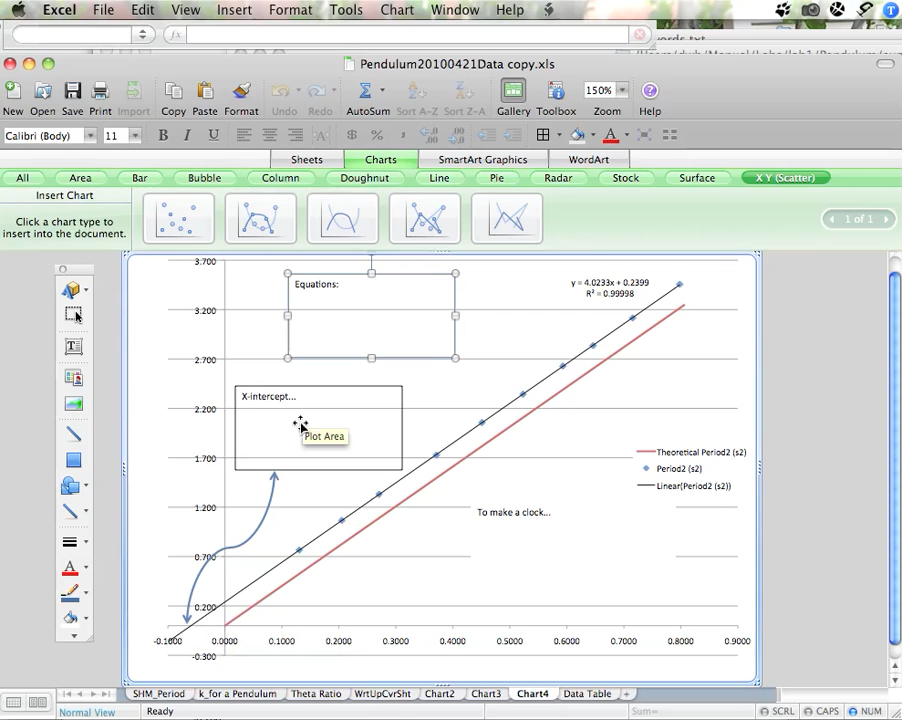 Excel File Edit View Insert Format Tools Chart Window Help
fx
Pendulum20100421Data copy.xls
New Open Save Print Import Copy Paste Format Undo Redo AutoSum Sort A-Z Sort Z-A Gallery Toolbox 150% Zoom Help
Calibri (Body) 11 B I U $ %
Sheets Charts SmartArt Graphics WordArt
All Area Bar Bubble Column Doughnut Line Pie Radar Stock Surface X Y (Scatter)
Insert Chart
Click a chart type to
insert into the document.
1 of 1
3.700
3.200
2.700
2.200
1.700
1.200
0.700
0.200
-0.300
Equations:
y = 4.0233x + 0.2399
R² = 0.99998
X-intercept...
Plot Area
Theoretical Period2 (s2)
Period2 (s2)
Linear(Period2 (s2))
To make a clock...
-0.1000 0.0000 0.1000 0.2000 0.3000 0.4000 0.5000 0.6000 0.7000 0.8000 0.9000
SHM_Period k_for a Pendulum Theta Ratio WrtUpCvrSht Chart2 Chart3 Chart4 Data Table +
Normal View Ready Sum= SCRL CAPS NUM